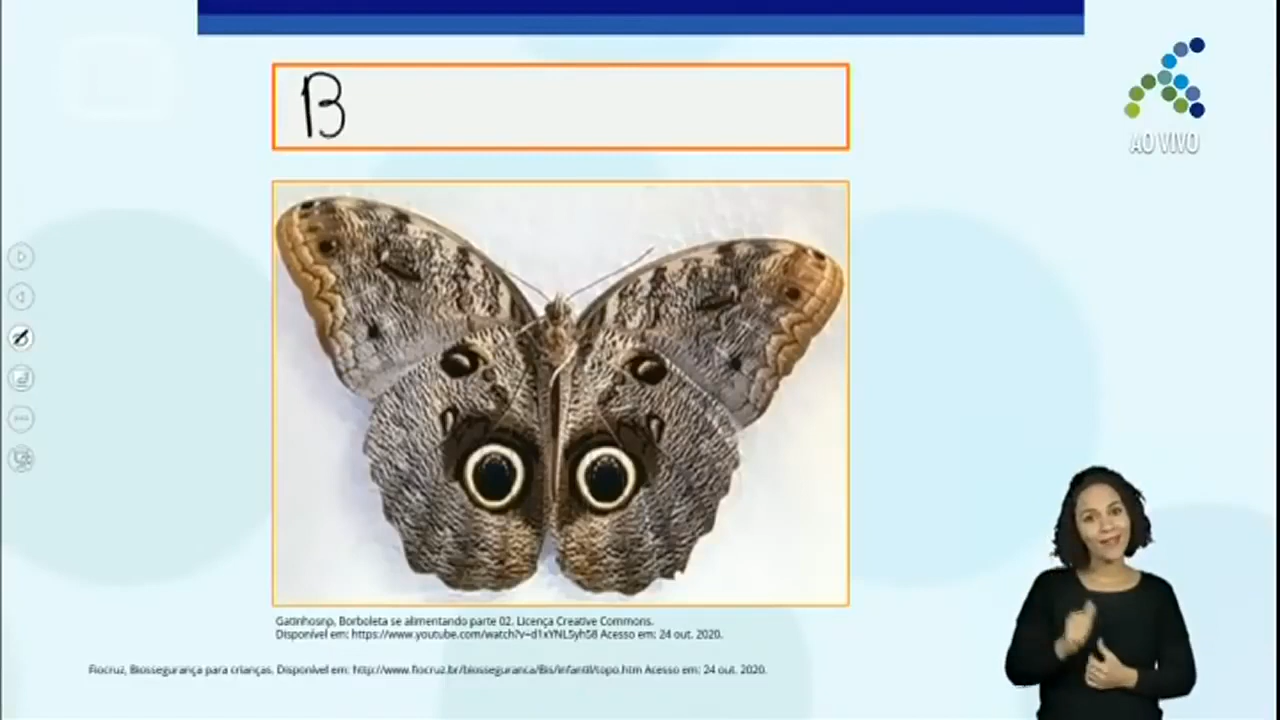 B
AO VIVO
Gatinhosnp, Borboleta se alimentando parte 02. Licença Creative Commons.
Disponível em: https://www.youtube.com/watch?v=d1xYNL5yhS8 Acesso em: 24 out. 2020.
Fiocruz, Biossegurança para crianças. Disponível em: http://www.fiocruz.br/biosseguranca/Bis/infantil/topo.htm Acesso em: 24 out. 2020.